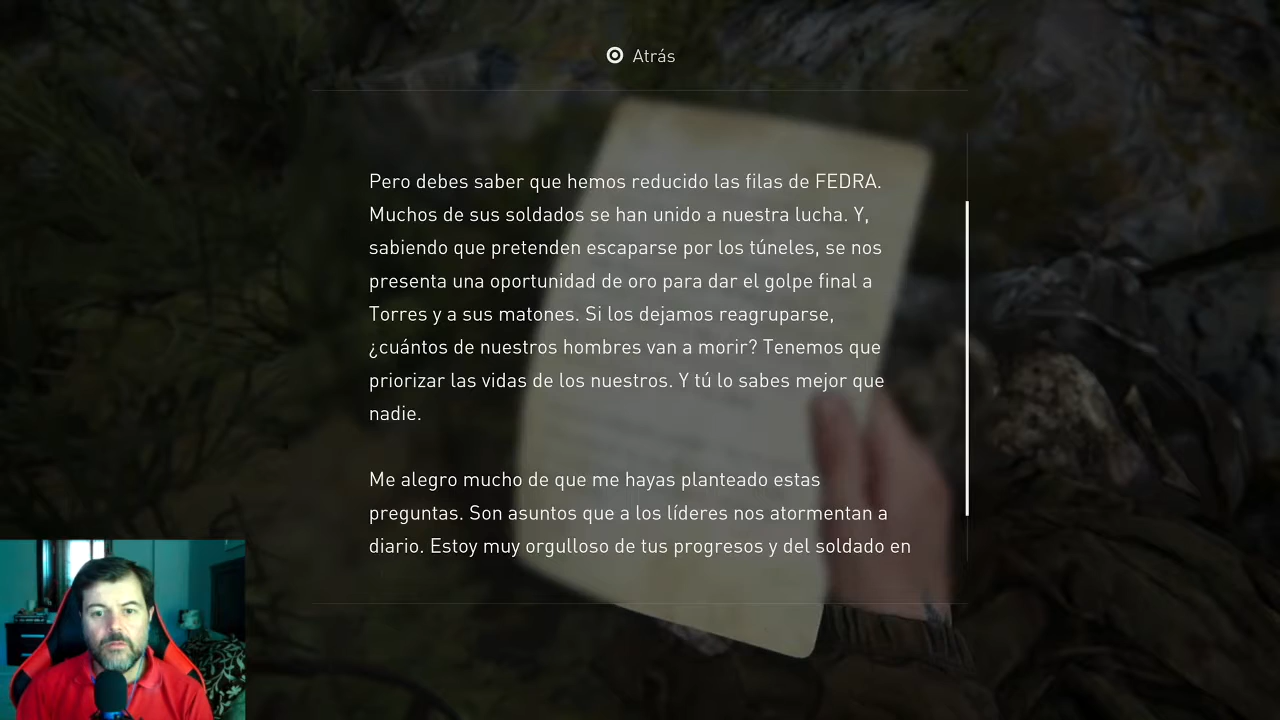 Atrás
Pero debes saber que hemos reducido las filas de FEDRA.
Muchos de sus soldados se han unido a nuestra lucha. Y,
sabiendo que pretenden escaparse por los túneles, se nos
presenta una oportunidad de oro para dar el golpe final a
Torres y a sus matones. Si los dejamos reagruparse,
¿cuántos de nuestros hombres van a morir? Tenemos que
priorizar las vidas de los nuestros. Y tú lo sabes mejor que
nadie.
Me alegro mucho de que me hayas planteado estas
preguntas. Son asuntos que a los líderes nos atormentan a
diario. Estoy muy orgulloso de tus progresos y del soldado en